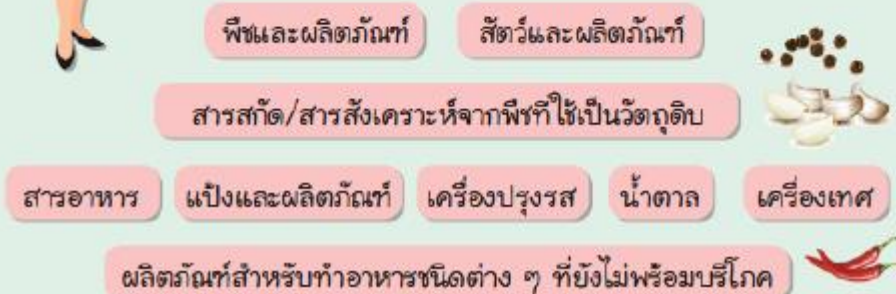 พืชและผลิตภัณฑ์ สัตว์และผลิตภัณฑ์
สารสกัด/สารสังเคราะห์จากพืชที่ใช้เป็นวัตถุดิบ
สารอาหาร แป้งและผลิตภัณฑ์ เครื่องปรุงรส น้ำตาล เครื่องเทศ
ผลิตภัณฑ์สำหรับทำอาหารชนิดต่าง ๆ ที่ยังไม่พร้อมบริโภค